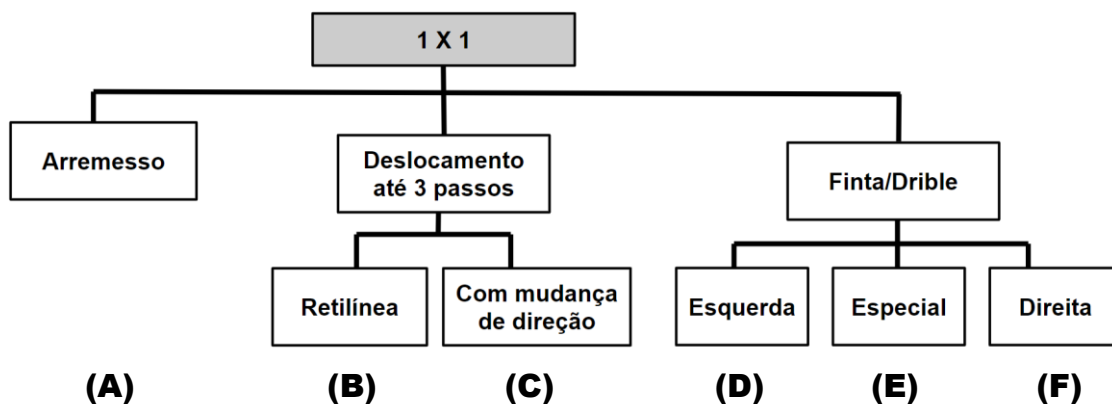 1 X 1
Arremesso
Deslocamento
até 3 passos
Finta/Drible
Retilínea
Com mudança
de direção
Esquerda
Especial
Direita
(A)
(B)
(C)
(D)
(E)
(F)